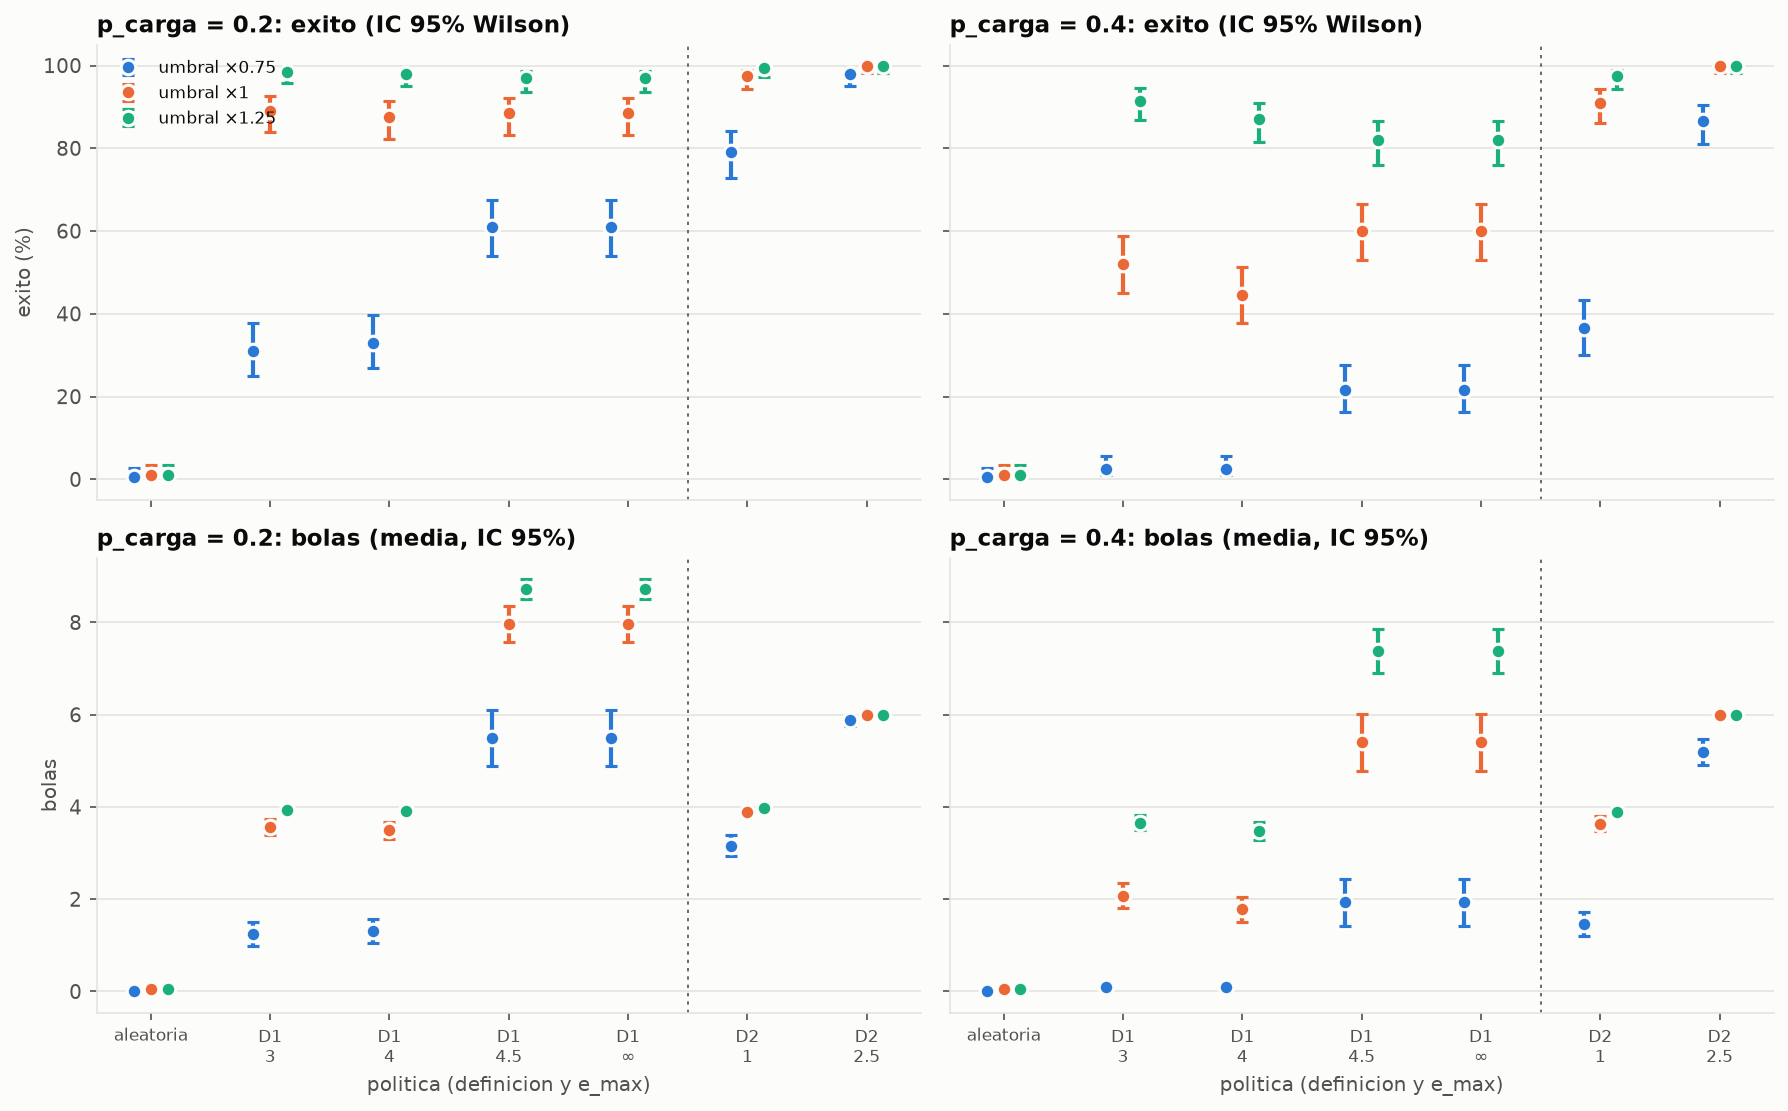 p_carga = 0.2: exito (IC 95% Wilson)
p_carga = 0.4: exito (IC 95% Wilson)
umbral ×0.75
umbral ×1
umbral ×1.25
100
80
60
40
20
0
exito (%)
p_carga = 0.2: bolas (media, IC 95%)
p_carga = 0.4: bolas (media, IC 95%)
8
6
4
2
0
bolas
aleatoria
D1
3
D1
4
D1
4.5
D1
∞
D2
1
D2
2.5
politica (definicion y e_max)
aleatoria
D1
3
D1
4
D1
4.5
D1
∞
D2
1
D2
2.5
politica (definicion y e_max)